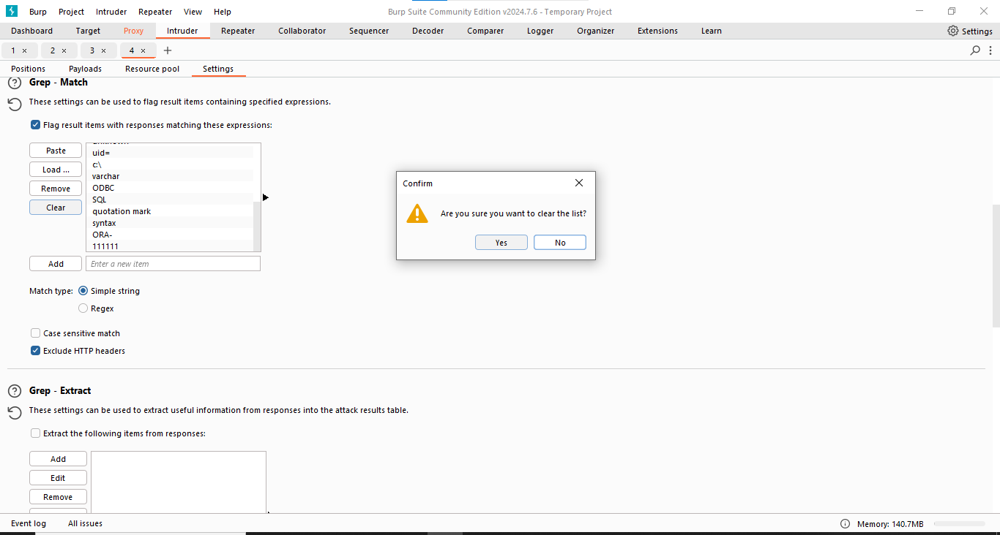 Burp Project Intruder Repeater View Help
Burp Suite Community Edition v2024.7.6 - Temporary Project
Dashboard Target Proxy Intruder Repeater Collaborator Sequencer Decoder Comparer Logger Organizer Extensions Learn Settings
1 × 2 × 3 × 4 × +
Positions Payloads Resource pool Settings
Grep - Match
These settings can be used to flag result items containing specified expressions.
Flag result items with responses matching these expressions:
Paste
Load ...
Remove
Clear
uid=
c:\
varchar
ODBC
SQL
quotation mark
syntax
ORA-
111111
Add
Enter a new item
Match type:
Simple string
Regex
Case sensitive match
Exclude HTTP headers
Confirm
Are you sure you want to clear the list?
Yes No
Grep - Extract
These settings can be used to extract useful information from responses into the attack results table.
Extract the following items from responses:
Add
Edit
Remove
Event log All issues
Memory: 140.7MB